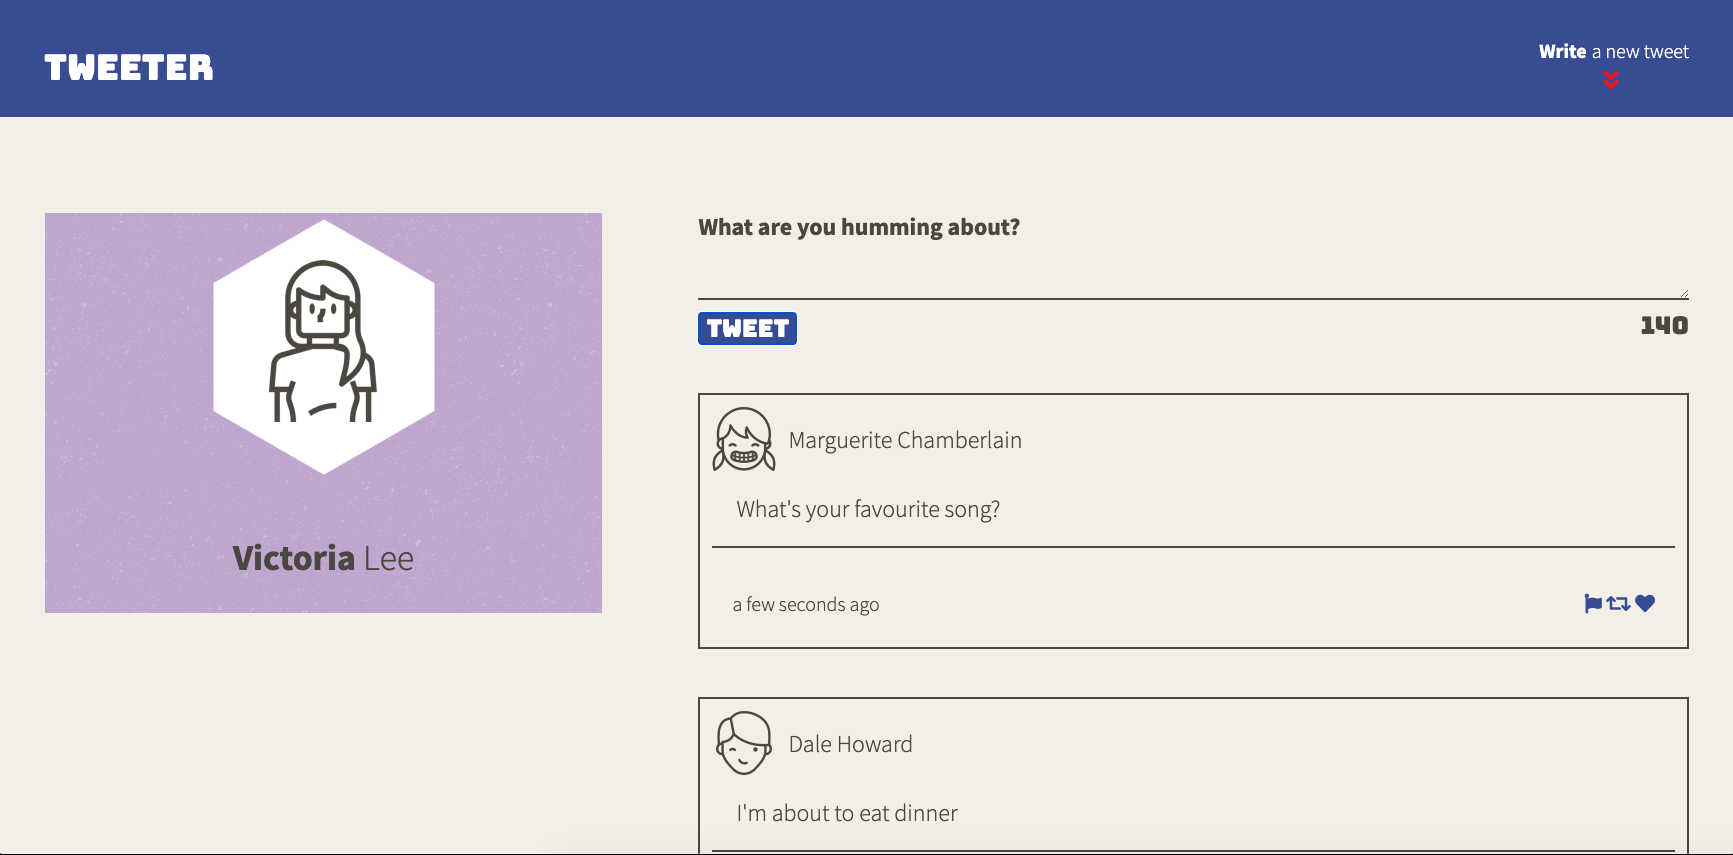 TWEETER
Write a new tweet
Victoria Lee
What are you humming about?
TWEET
140
Marguerite Chamberlain
What's your favourite song?
a few seconds ago
Dale Howard
I'm about to eat dinner